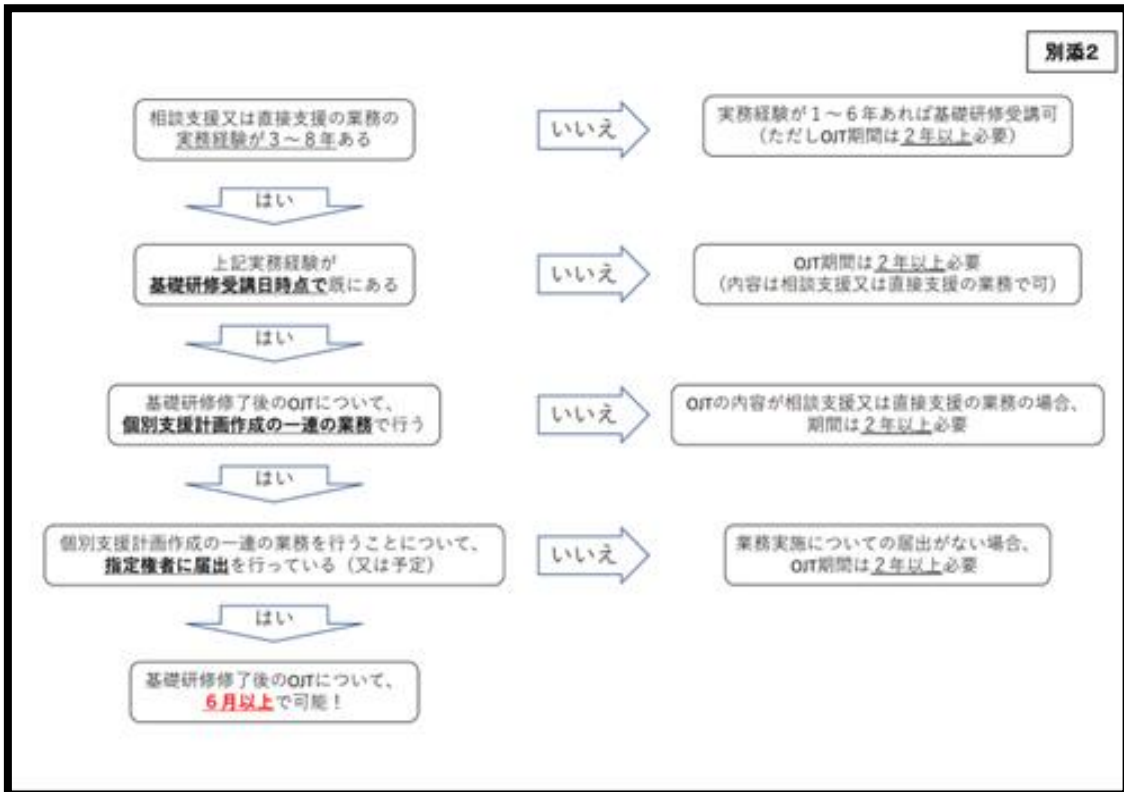 別添2
相談支援又は直接支援の業務の
実務経験が3~8年ある
いいえ
実務経験が1~6年あれば基礎研修受講可
(ただしOJT期間は2年以上必要)
はい
上記実務経験が
基礎研修受講日時点で既にある
いいえ
OJT期間は2年以上必要
(内容は相談支援又は直接支援の業務で可)
はい
基礎研修修了後のOJTについて、
個別支援計画作成の一連の業務で行う
いいえ
OJTの内容が相談支援又は直接支援の業務の場合、
期間は2年以上必要
はい
個別支援計画作成の一連の業務を行うことについて、
指定権者に届出を行っている(又は予定)
いいえ
業務実施についての届出がない場合、
OJT期間は2年以上必要
はい
基礎研修修了後のOJTについて、
6月以上で可能!